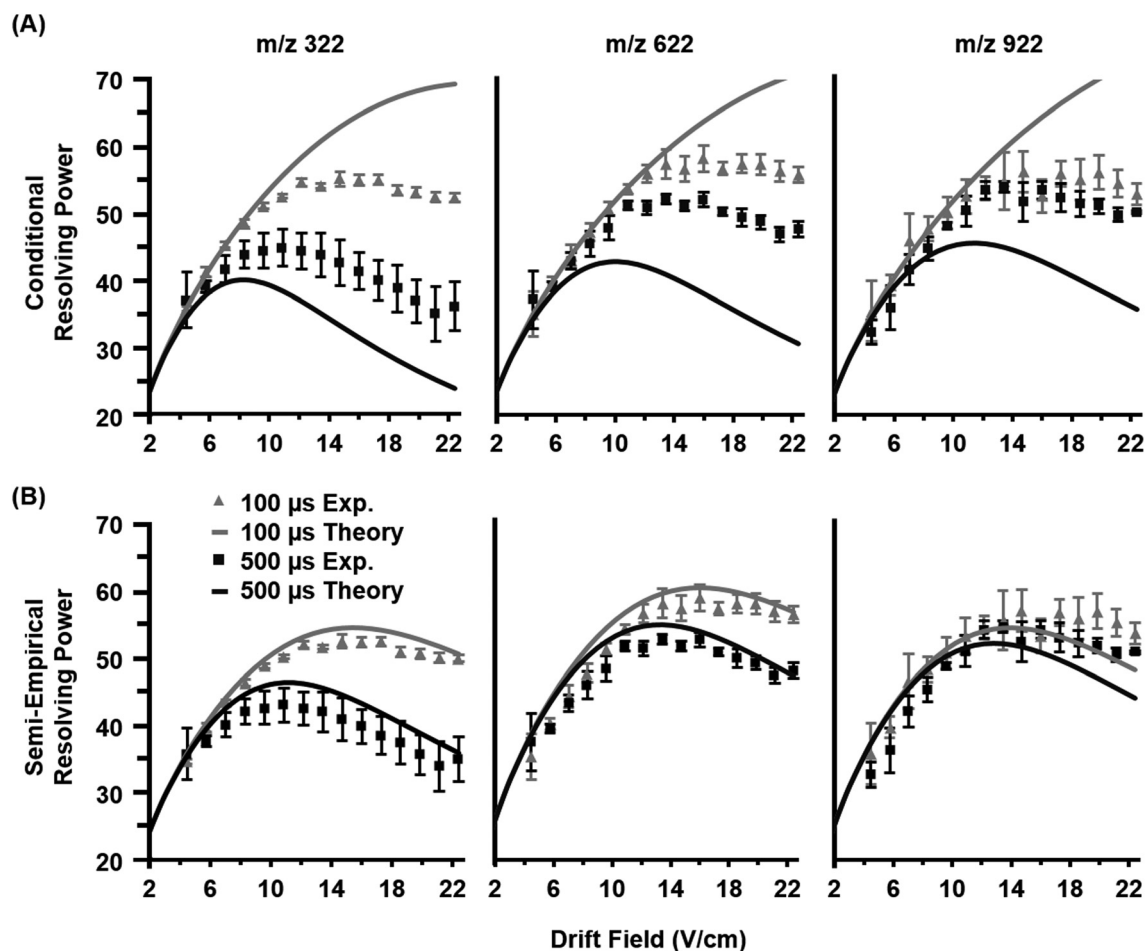 (A)
m/z 322
m/z 622
m/z 922
Conditional
Resolving Power
70
60
50
40
30
20
2 6 10 14 18 22
2 6 10 14 18 22
2 6 10 14 18 22
(B)
100 µs Exp.
100 µs Theory
500 µs Exp.
500 µs Theory
Semi-Empirical
Resolving Power
70
60
50
40
30
20
2 6 10 14 18 22
2 6 10 14 18 22
2 6 10 14 18 22
Drift Field (V/cm)